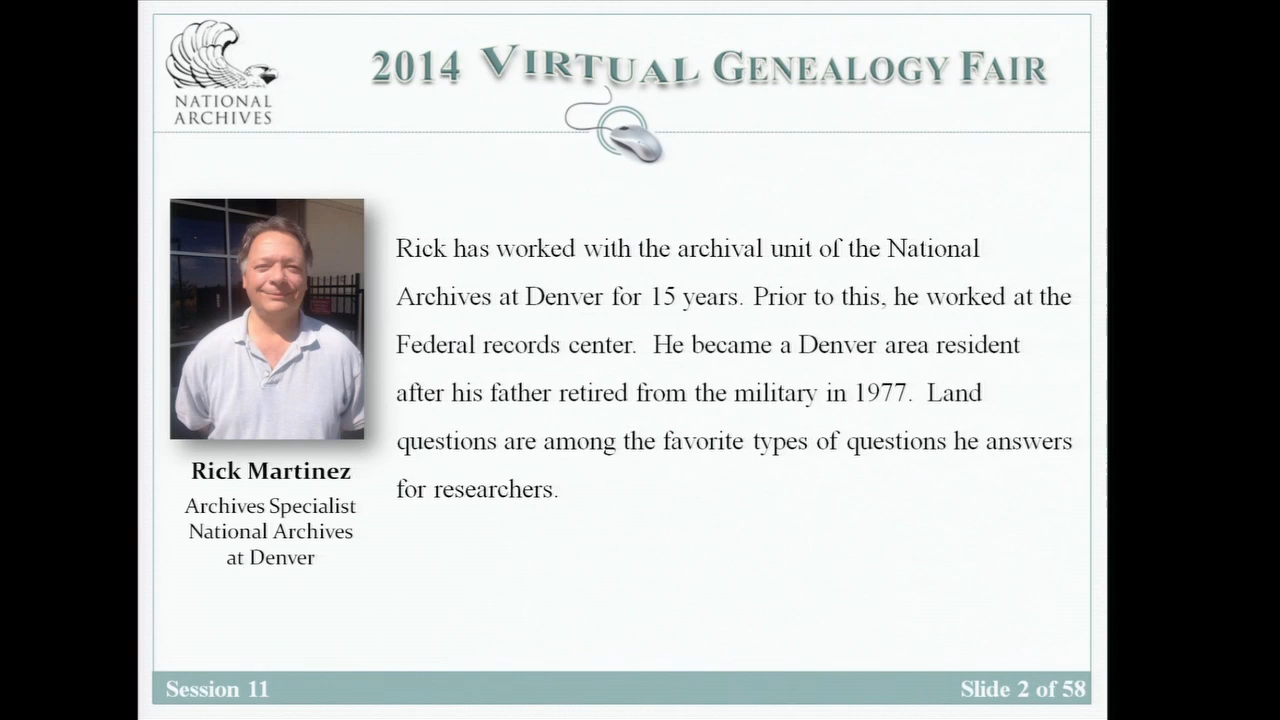 NATIONAL
ARCHIVES
2014 VIRTUAL GENEALOGY FAIR
Rick has worked with the archival unit of the National
Archives at Denver for 15 years. Prior to this, he worked at the
Federal records center. He became a Denver area resident
after his father retired from the military in 1977. Land
questions are among the favorite types of questions he answers
for researchers.
Rick Martinez
Archives Specialist
National Archives
at Denver
Session 11
Slide 2 of 58